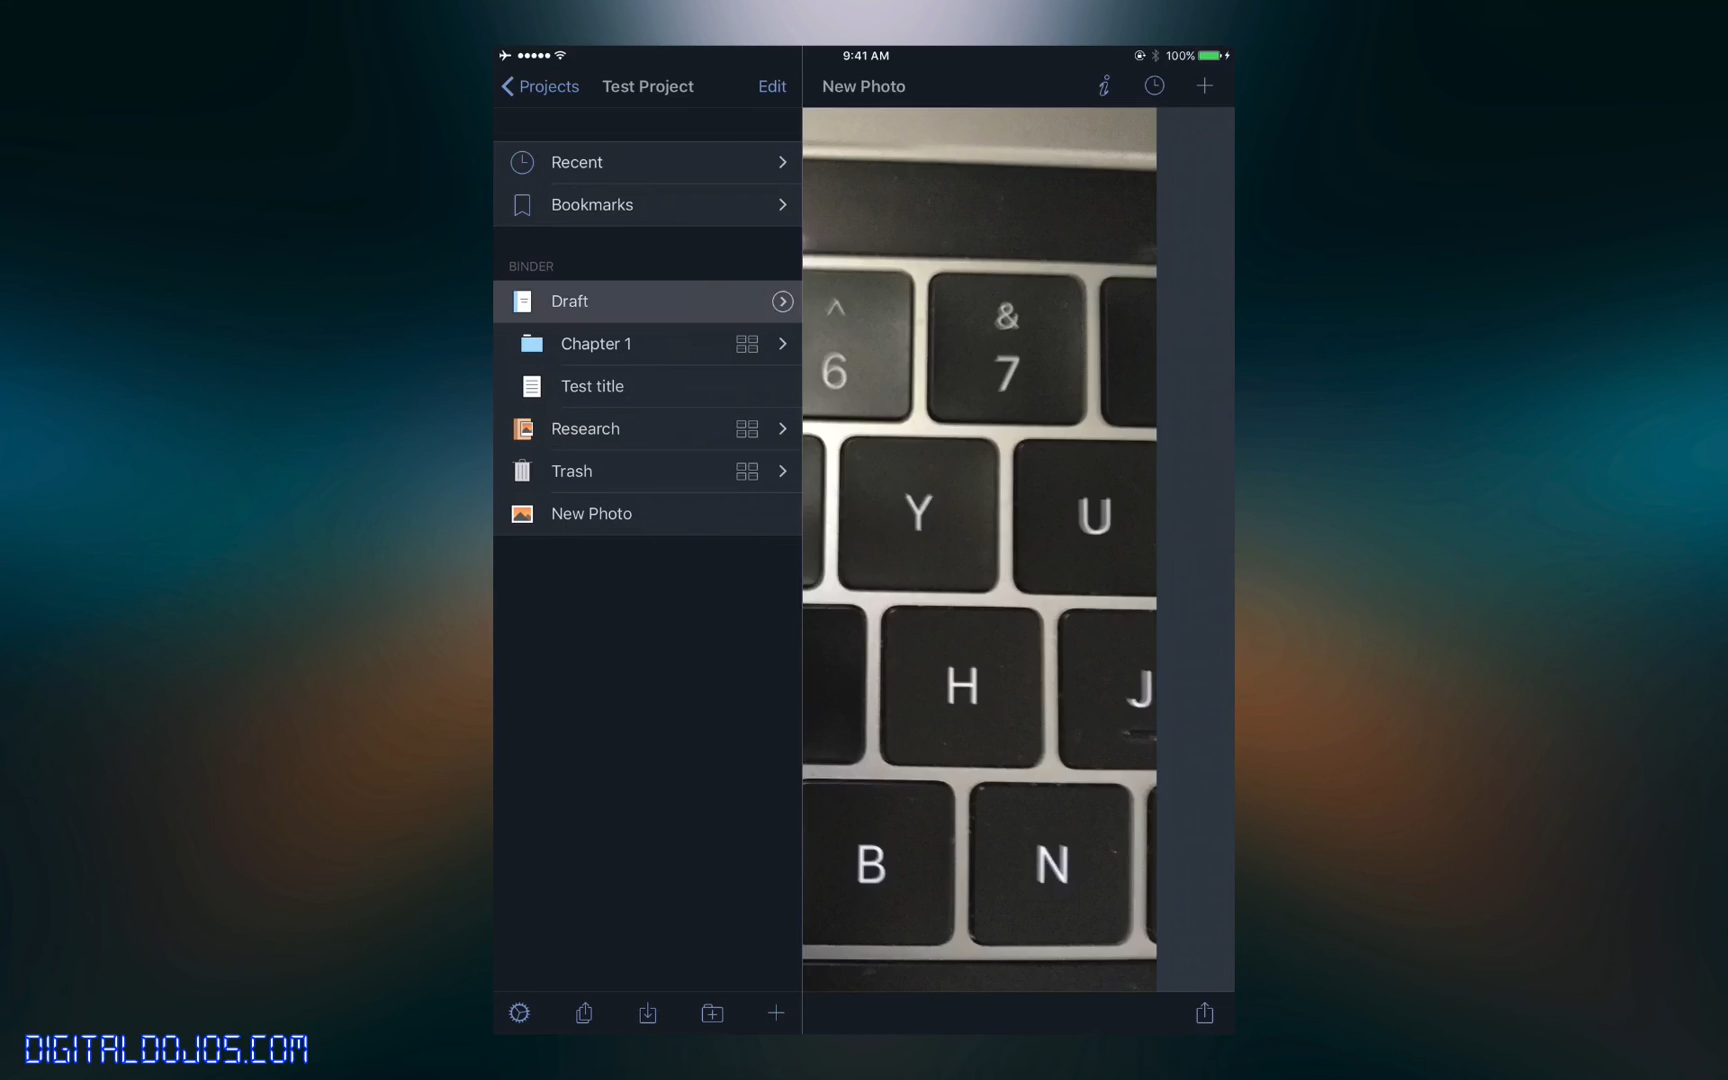 9:41 AM
100%
Projects
Test Project
Edit
New Photo
Recent
Bookmarks
BINDER
Draft
Chapter 1
Test title
Research
Trash
New Photo
^
6
&
7
Y
U
H
J
B
N
DIGITALDOJOS.COM